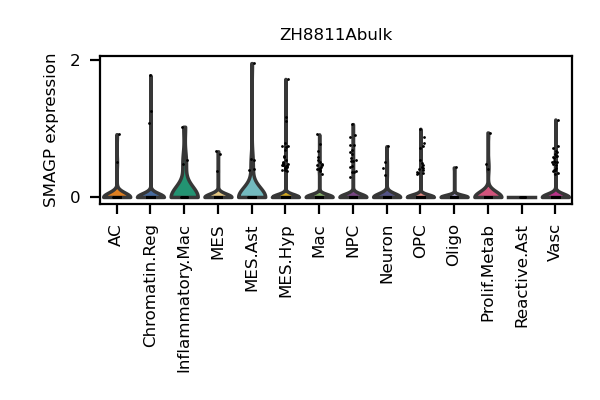 ZH8811Abulk
SMAGP expression
2
0
AC
Chromatin.Reg
Inflammatory.Mac
MES
MES.Ast
MES.Hyp
Mac
NPC
Neuron
OPC
Oligo
Prolif.Metab
Reactive.Ast
Vasc